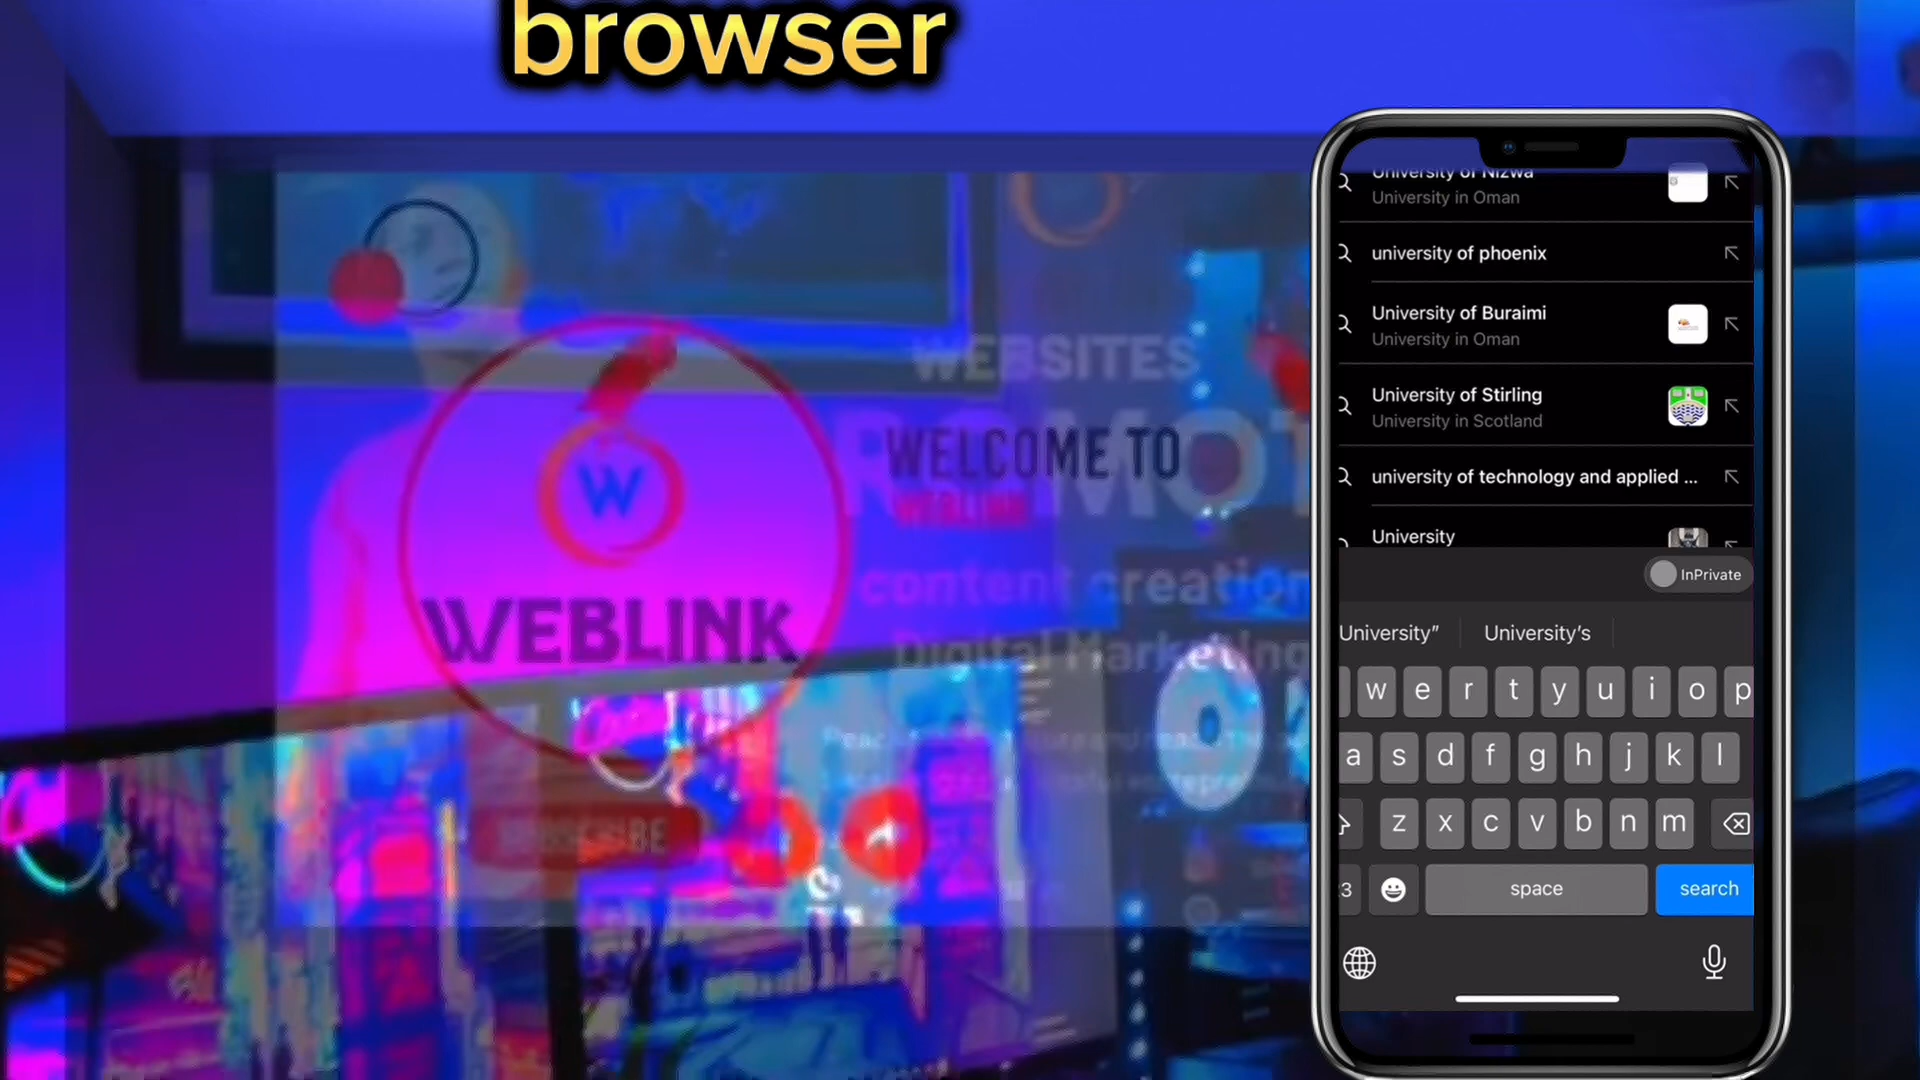 browser
WEBSITES
WELCOME TO
WEBLINK
W
WEBLINK
content creation
Digital Marketing
SUBSCRIBE
University of Nizwa
University in Oman
university of phoenix
University of Buraimi
University in Oman
University of Stirling
University in Scotland
university of technology and applied ...
University
InPrivate
University”
University’s
w e r t y u i o p
a s d f g h j k l
z x c v b n m
3
space
search